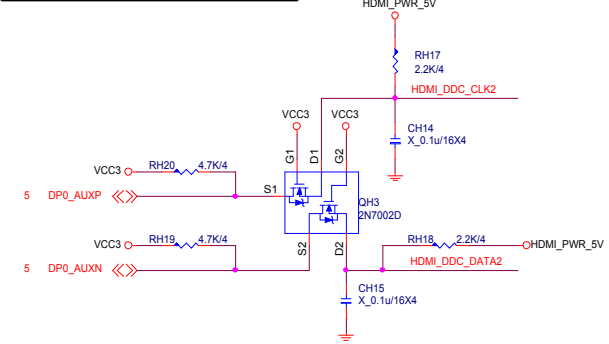 HDMI_PWR_5V
RH17
2.2K/4
HDMI_DDC_CLK2
VCC3
VCC3
CH14
X_0.1u/16X4
G1
D1
G2
VCC3
RH20
4.7K/4
5 DP0_AUXP
S1
QH3
2N7002D
VCC3
RH19
4.7K/4
S2
D2
RH18
2.2K/4
HDMI_PWR_5V
5 DP0_AUXN
HDMI_DDC_DATA2
CH15
X_0.1u/16X4